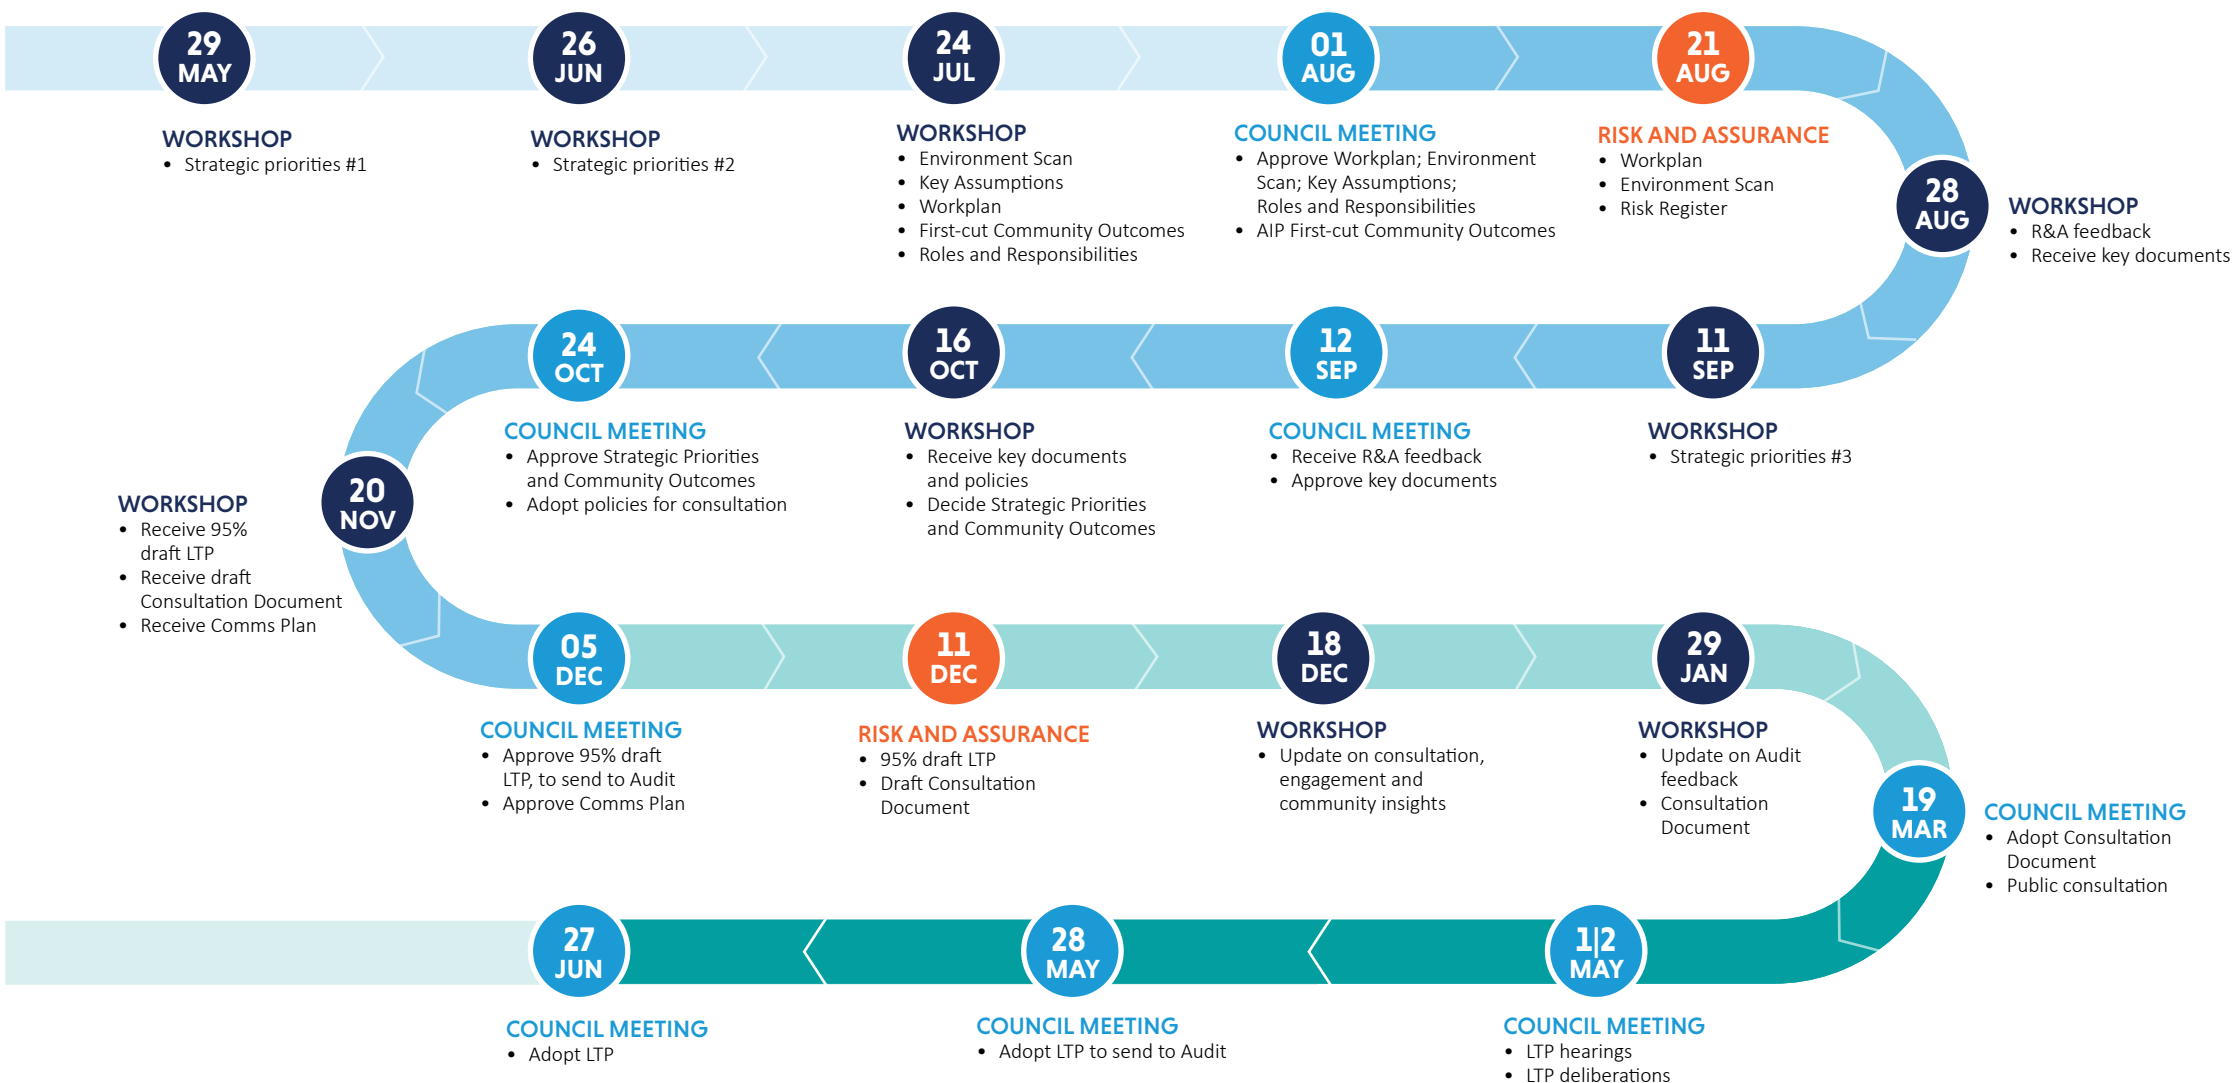 29
MAY
WORKSHOP
• Strategic priorities #1
26
JUN
WORKSHOP
• Strategic priorities #2
24
JUL
WORKSHOP
• Environment Scan
• Key Assumptions
• Workplan
• First-cut Community Outcomes
• Roles and Responsibilities
01
AUG
COUNCIL MEETING
• Approve Workplan; Environment
Scan; Key Assumptions;
Roles and Responsibilities
• AIP First-cut Community Outcomes
21
AUG
RISK AND ASSURANCE
• Workplan
• Environment Scan
• Risk Register
28
AUG
WORKSHOP
• R&A feedback
• Receive key documents
11
SEP
WORKSHOP
• Strategic priorities #3
12
SEP
COUNCIL MEETING
• Receive R&A feedback
• Approve key documents
16
OCT
WORKSHOP
• Receive key documents
and policies
• Decide Strategic Priorities
and Community Outcomes
24
OCT
COUNCIL MEETING
• Approve Strategic Priorities
and Community Outcomes
• Adopt policies for consultation
20
NOV
WORKSHOP
• Receive 95%
draft LTP
• Receive draft
Consultation Document
• Receive Comms Plan
05
DEC
COUNCIL MEETING
• Approve 95% draft
LTP, to send to Audit
• Approve Comms Plan
11
DEC
RISK AND ASSURANCE
• 95% draft LTP
• Draft Consultation
Document
18
DEC
WORKSHOP
• Update on consultation,
engagement and
community insights
29
JAN
WORKSHOP
• Update on Audit
feedback
• Consultation
Document
19
MAR
COUNCIL MEETING
• Adopt Consultation
Document
• Public consultation
1|2
MAY
COUNCIL MEETING
• LTP hearings
• LTP deliberations
28
MAY
COUNCIL MEETING
• Adopt LTP to send to Audit
27
JUN
COUNCIL MEETING
• Adopt LTP